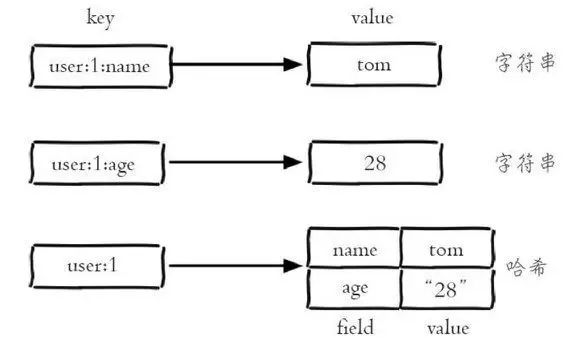 key value
user:1:name tom 字符串
user:1:age 28 字符串
user:1 name tom 哈希
age “28”
field value